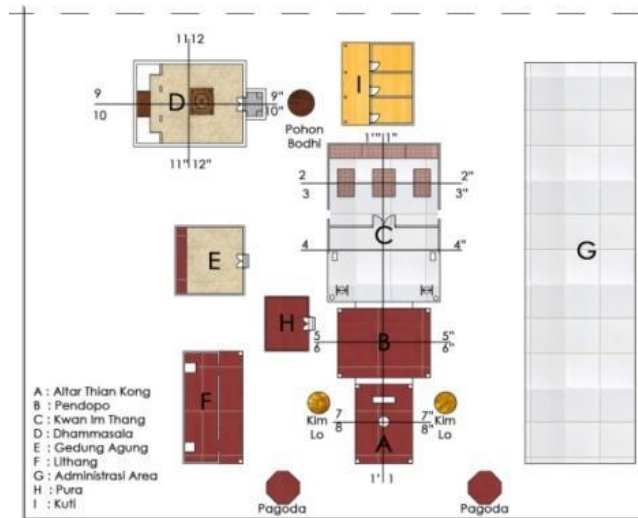 11 12
9
10
D
9"
10"
11" 12"
Pohon
Bodhi
I
1'" 1"
2
3
2"
3"
C
4
4"
G
E
H
5
6
B
5"
6"
F
Kim
Lo
7
8
7"
8"
A
Kim
Lo
1' 1
Pagoda
Pagoda
A : Altar Thian Kong
B : Pendopo
C : Kwan Im Thang
D : Dhammasala
E : Gedung Agung
F : Lithang
G : Administrasi Area
H : Pura
I : Kuti